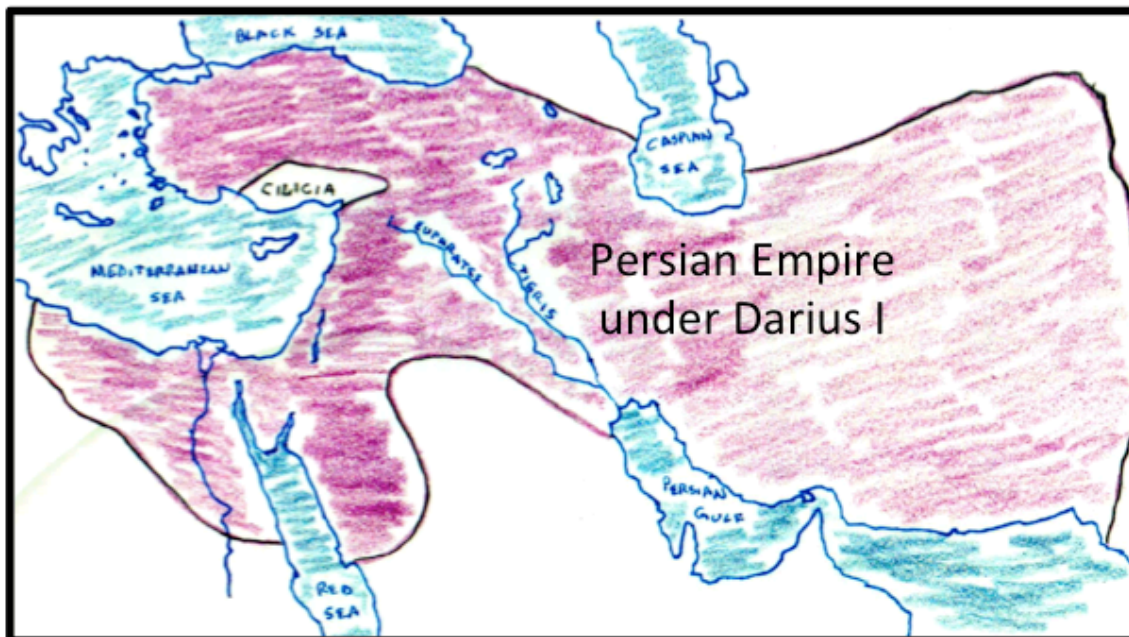 BLACK SEA
CASPIAN
SEA
CILICIA
EUPHRATES
TIGRIS
Persian Empire
under Darius I
MEDITERRANEAN
SEA
PERSIAN
GULF
RED
SEA